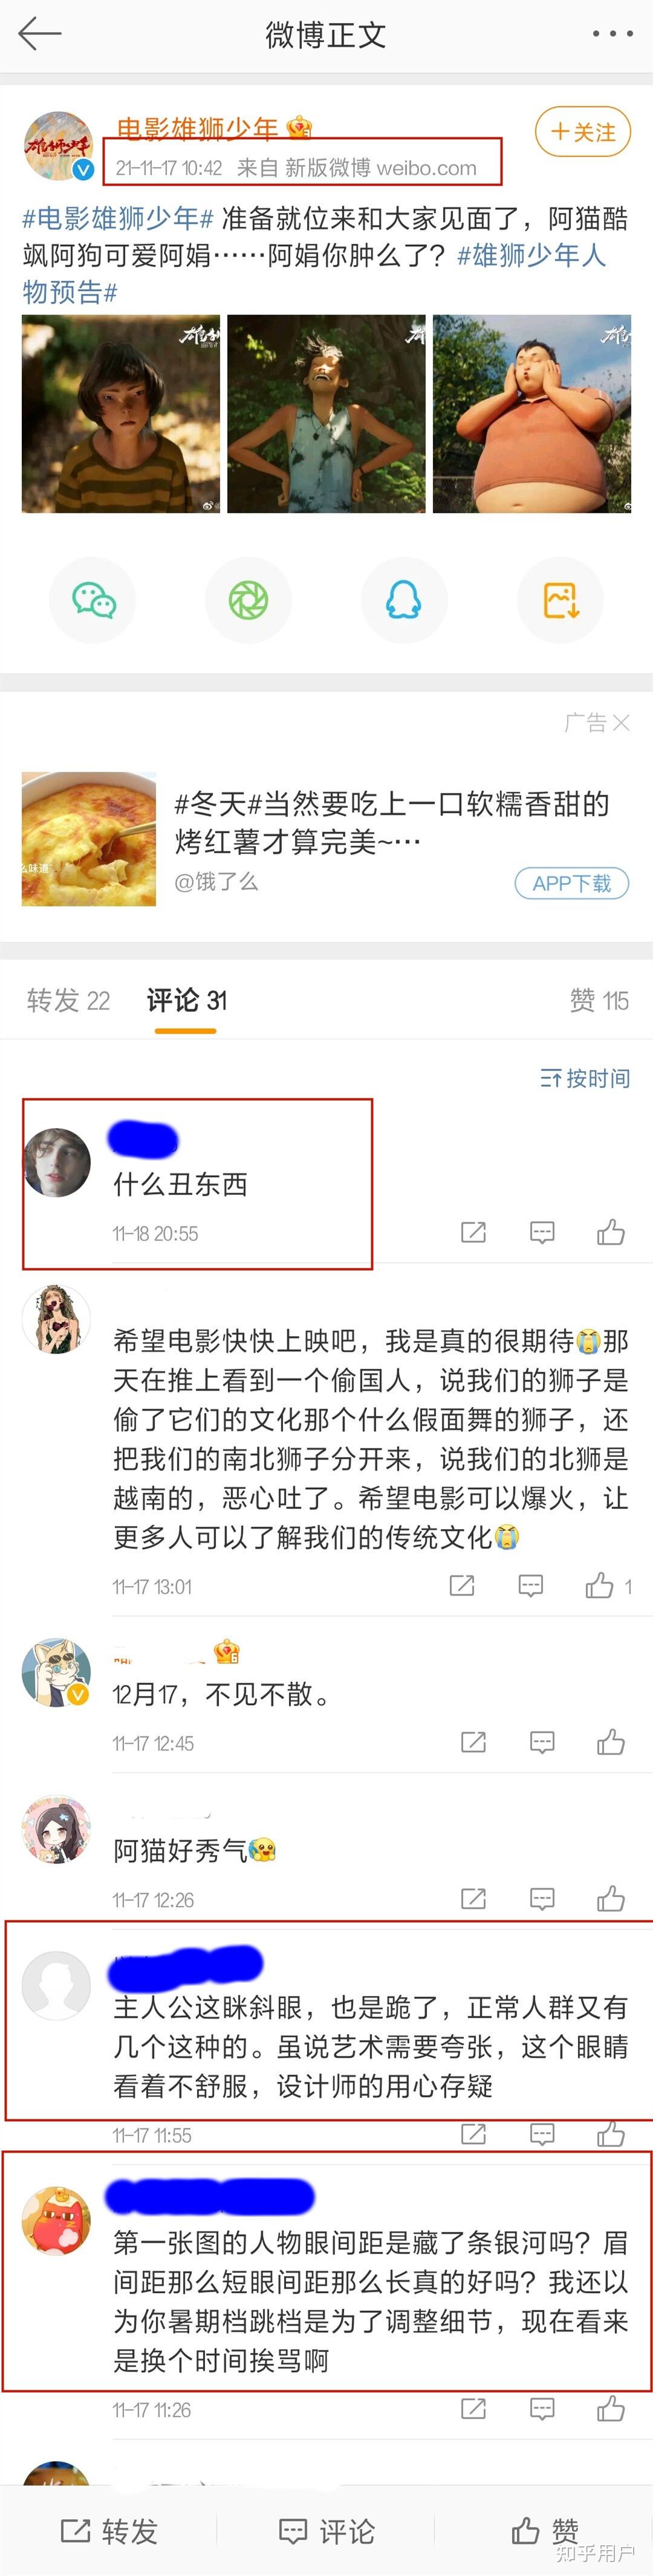 微博正文
电影雄狮少年
21-11-17 10:42 来自 新版微博 weibo.com
+关注
#电影雄狮少年# 准备就位来和大家见面了，阿猫酷
飒阿狗可爱阿娟……阿娟你肿么了？#雄狮少年人
物预告#
广告
#冬天#当然要吃上一口软糯香甜的
烤红薯才算完美~…
@饿了么
APP下载
转发 22 评论 31 赞 115
按时间
什么丑东西
11-18 20:55
希望电影快快上映吧，我是真的很期待😭那
天在推上看到一个偷国人，说我们的狮子是
偷了它们的文化那个什么假面舞的狮子，还
把我们的南北狮子分开来，说我们的北狮是
越南的，恶心吐了。希望电影可以爆火，让
更多人可以了解我们的传统文化😭
11-17 13:01 1
12月17，不见不散。
11-17 12:45
阿猫好秀气🥹
11-17 12:26
主人公这眯斜眼，也是跪了，正常人群又有
几个这种的。虽说艺术需要夸张，这个眼睛
看着不舒服，设计师的用心存疑
11-17 11:55
第一张图的人物眼间距是藏了条银河吗？眉
间距那么短眼间距那么长真的好吗？我还以
为你暑期档跳档是为了调整细节，现在看来
是换个时间挨骂啊
11-17 11:26
转发 评论 赞
知乎用户